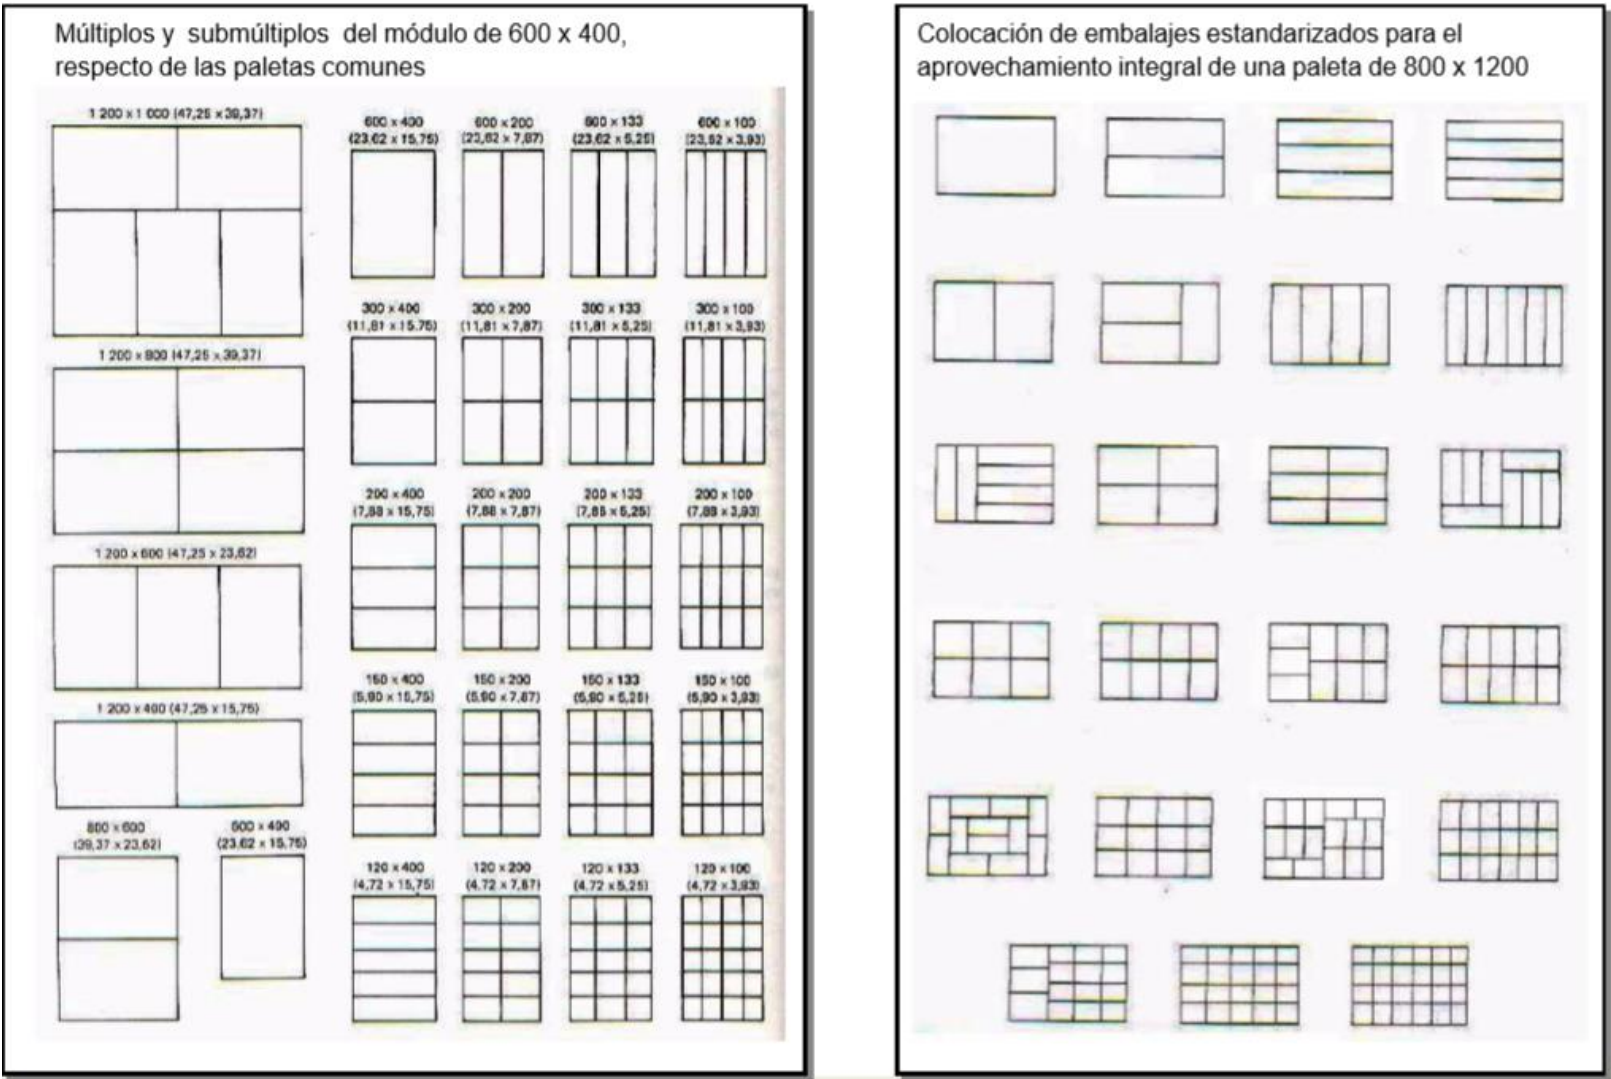 Múltiplos y submúltiplos del módulo de 600 x 400,
respecto de las paletas comunes
1 200 x 1 000 (47,25 x 39,37)
600 x 400
(23,62 x 15,75)
600 x 200
(23,62 x 7,87)
600 x 133
(23,62 x 5,25)
600 x 100
(23,62 x 3,93)
300 x 400
(11,81 x 15.75)
300 x 200
(11,81 x 7,87)
300 x 133
(11,81 x 5,25)
300 x 100
(11,81 x 3,93)
1 200 x 800 (47,25 x 39,37)
200 x 400
(7,88 x 15,75)
200 x 200
(7,88 x 7,87)
200 x 133
(7,88 x 5,25)
200 x 100
(7,88 x 3,93)
1 200 x 600 (47,25 x 23,62)
150 x 400
(5,90 x 15,75)
150 x 200
(5,90 x 7,87)
150 x 133
(5,90 x 5,25)
150 x 100
(5,90 x 3,93)
1 200 x 400 (47,25 x 15,75)
800 x 600
(39,37 x 23,62)
600 x 400
(23,62 x 15,75)
120 x 400
(4,72 x 15,75)
120 x 200
(4,72 x 7,87)
120 x 133
(4,72 x 5,25)
120 x 100
(4,72 x 3,93)
Colocación de embalajes estandarizados para el
aprovechamiento integral de una paleta de 800 x 1200